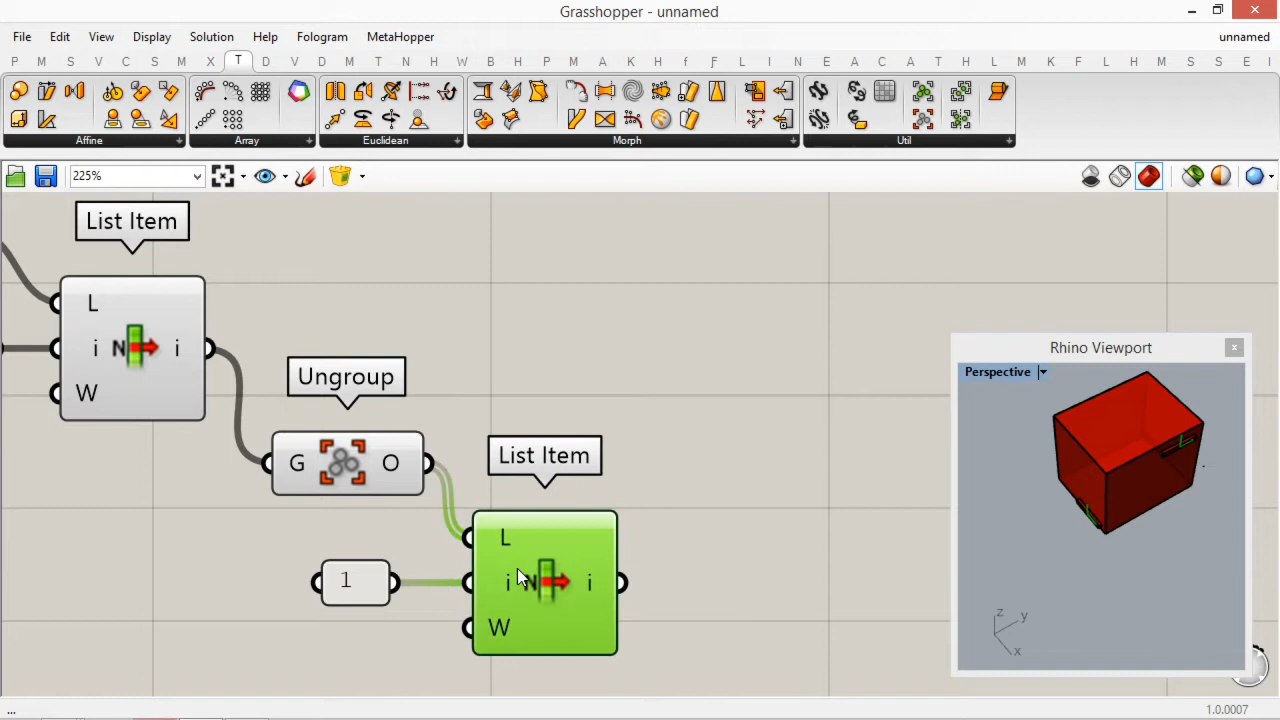 Grasshopper - unnamed
File Edit View Display Solution Help Fologram MetaHopper unnamed
P M S V C S M X S T D V D M T N H W B H P M A K H f F L I N E A C T H L M P L S S E I
Affine Array Euclidean Morph Util
225%
List Item
L
i N i
W
Ungroup
G O
List Item
L
1
i N i
W
Rhino Viewport
Perspective
z
y
x
...
1.0.0007